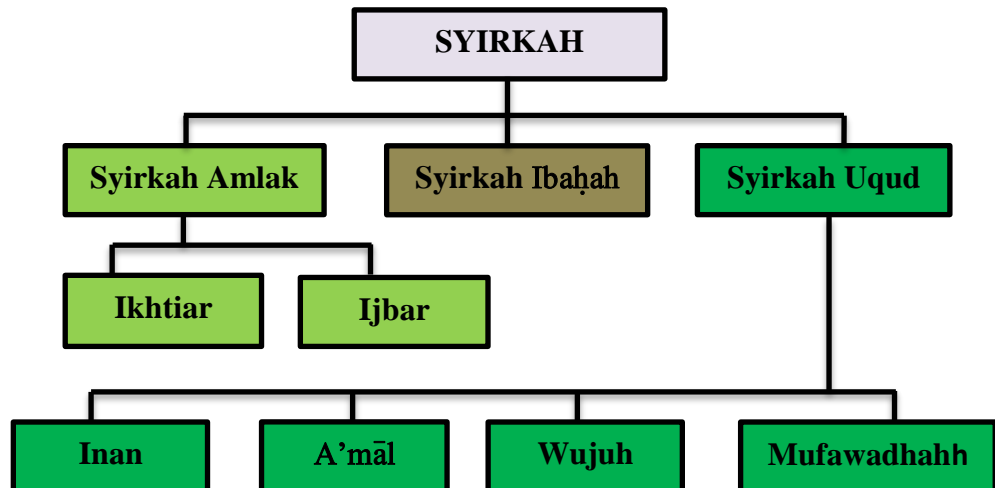 SYIRKAH
Syirkah Amlak
Syirkah Ibaḥah
Syirkah Uqud
Ikhtiar
Ijbar
Inan
A’māl
Wujuh
Mufawadhahh